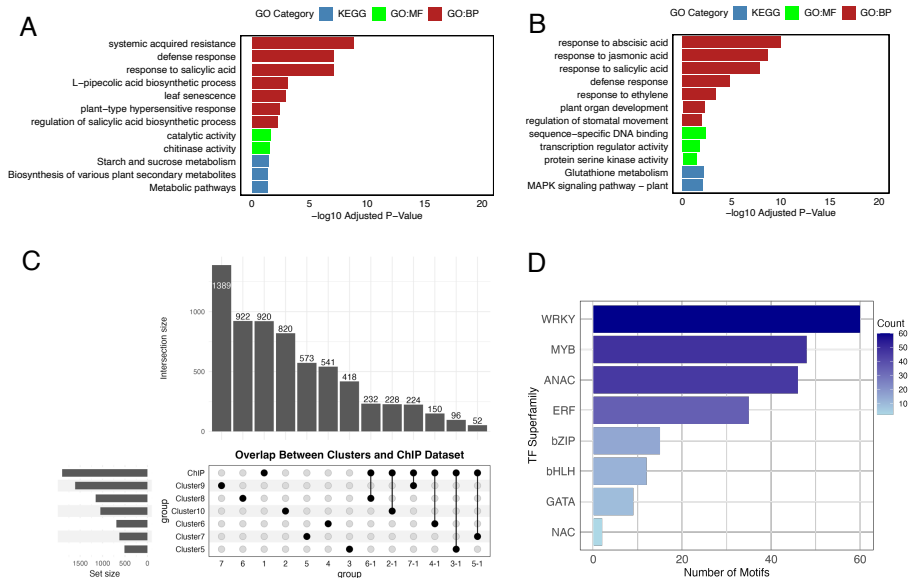 A
GO Category KEGG GO:MF GO:BP
systemic acquired resistance
defense response
response to salicylic acid
L−pipecolic acid biosynthetic process
leaf senescence
plant−type hypersensitive response
regulation of salicylic acid biosynthetic process
catalytic activity
chitinase activity
Starch and sucrose metabolism
Biosynthesis of various plant secondary metabolites
Metabolic pathways
0 5 10 15 20
−log10 Adjusted P−Value
B
GO Category KEGG GO:MF GO:BP
response to abscisic acid
response to jasmonic acid
response to salicylic acid
defense response
response to ethylene
plant organ development
regulation of stomatal movement
sequence−specific DNA binding
transcription regulator activity
protein serine kinase activity
Glutathione metabolism
MAPK signaling pathway − plant
0 5 10 15 20
−log10 Adjusted P−Value
C
Intersection size
1000
500
0
1389 922 920 820 573 541 418 232 228 224 150 96 52
Overlap Between Clusters and ChIP Dataset
group
ChIP
Cluster9
Cluster8
Cluster10
Cluster6
Cluster7
Cluster5
1500 1000 500 0
Set size
7 6 1 2 5 4 3 6-1 2-1 7-1 4-1 3-1 5-1
group
D
TF Superfamily
WRKY
MYB
ANAC
ERF
bZIP
bHLH
GATA
NAC
0 20 40 60
Number of Motifs
Count
60
50
40
30
20
10